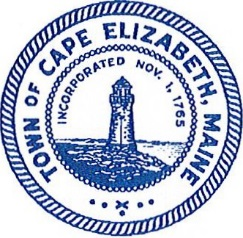 TOWN OF CAPE ELIZABETH, MAINE
INCORPORATED NOV. 1, 1765